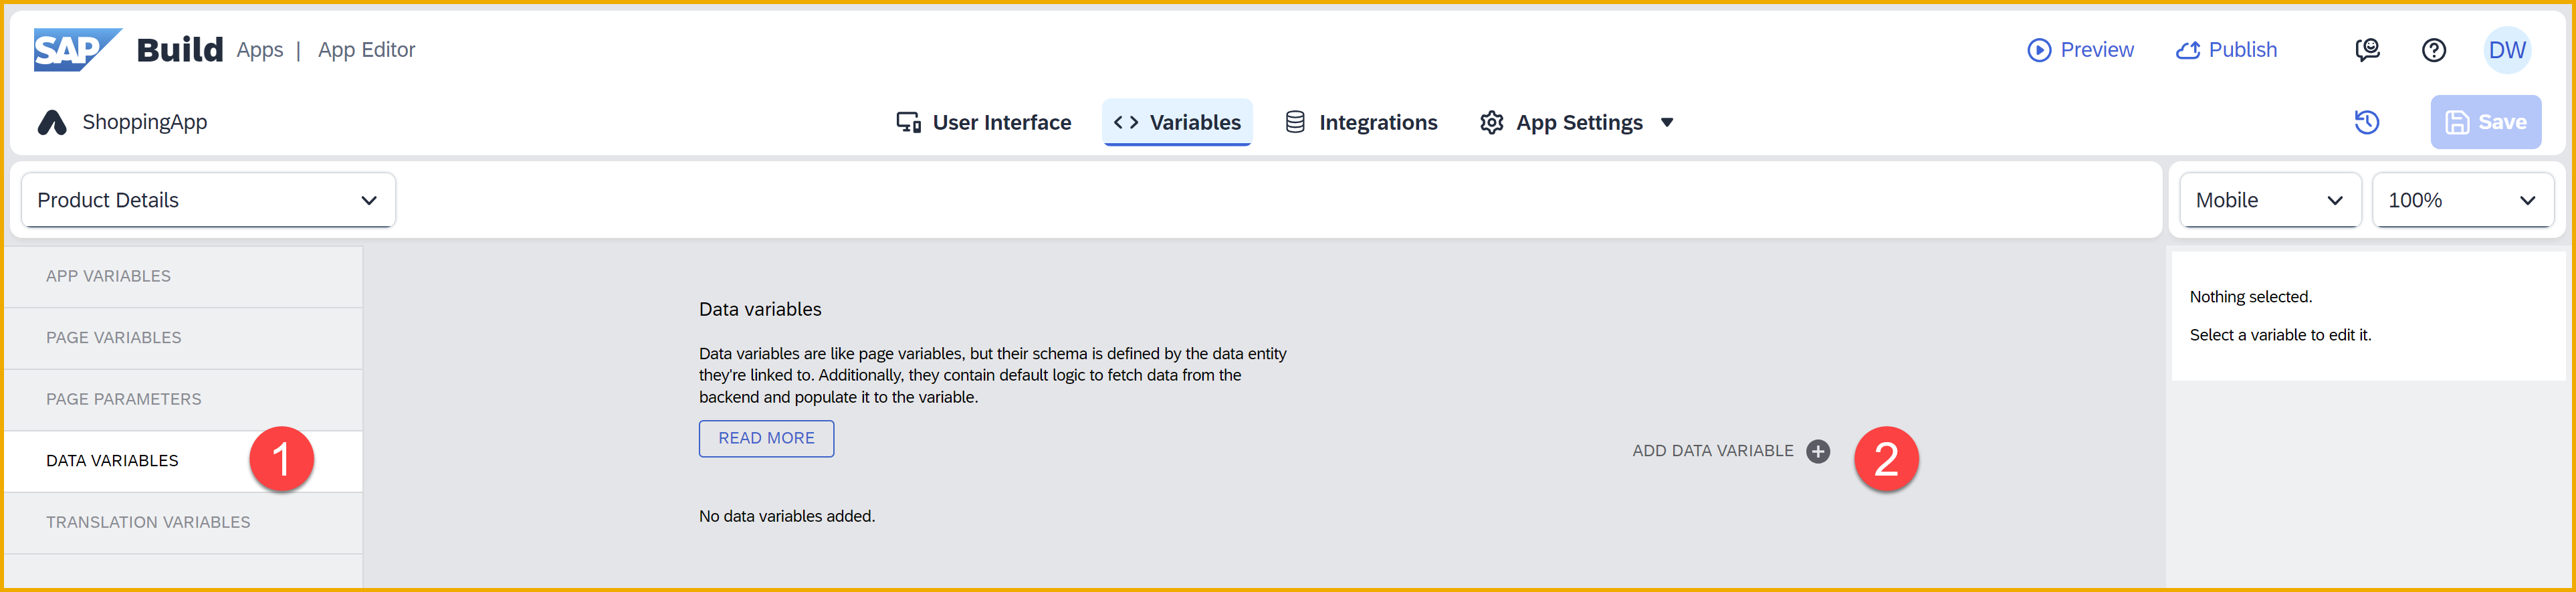 SAP Build Apps | App Editor Preview Publish DW
ShoppingApp User Interface <> Variables Integrations App Settings Save
Product Details Mobile 100%
APP VARIABLES
PAGE VARIABLES
PAGE PARAMETERS
DATA VARIABLES 1
TRANSLATION VARIABLES
Data variables
Data variables are like page variables, but their schema is defined by the data entity
they're linked to. Additionally, they contain default logic to fetch data from the
backend and populate it to the variable.
READ MORE
ADD DATA VARIABLE 2
No data variables added.
Nothing selected.
Select a variable to edit it.